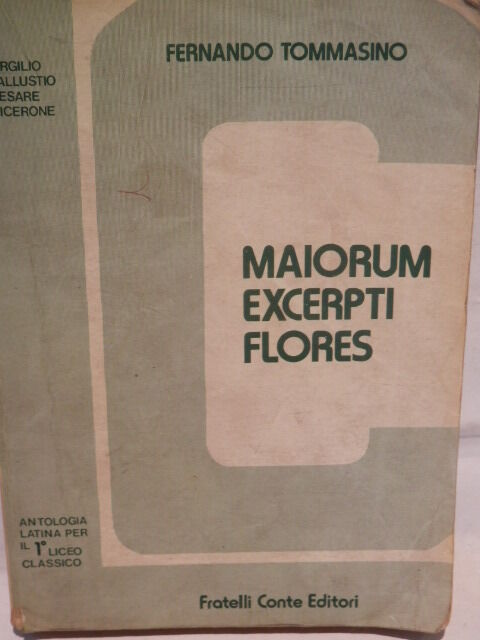 FERNANDO TOMMASINO
RGILIO
ALLUSTIO
ESARE
ICERONE
MAIORUM
EXCERPTI
FLORES
ANTOLOGIA
LATINA PER
IL 1° LICEO
CLASSICO
Fratelli Conte Editori